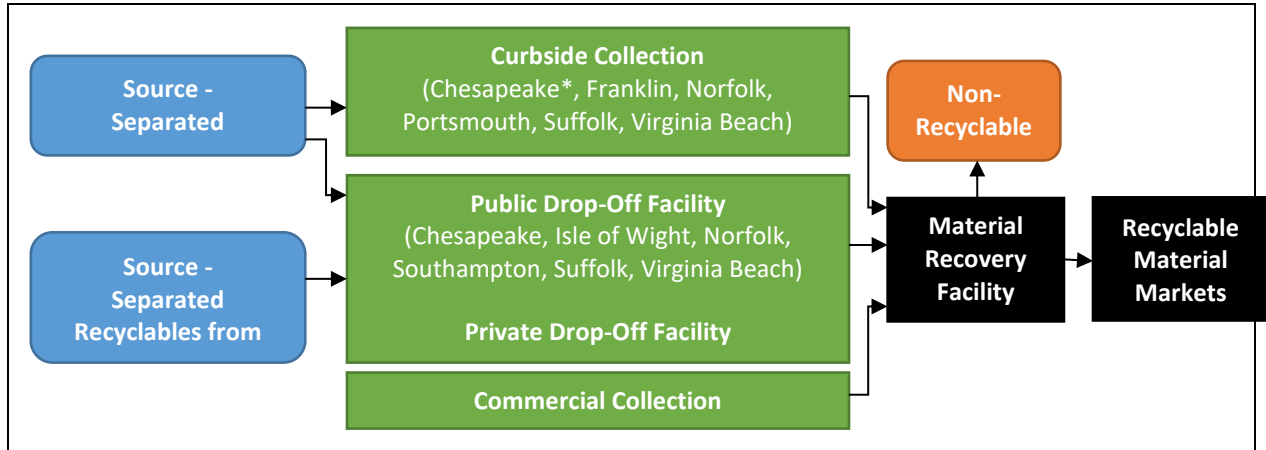 Source -
Separated
Source -
Separated
Recyclables from
Curbside Collection
(Chesapeake*, Franklin, Norfolk,
Portsmouth, Suffolk, Virginia Beach)
Public Drop-Off Facility
(Chesapeake, Isle of Wight, Norfolk,
Southampton, Suffolk, Virginia Beach)
Private Drop-Off Facility
Commercial Collection
Non-
Recyclable
Material
Recovery
Facility
Recyclable
Material
Markets